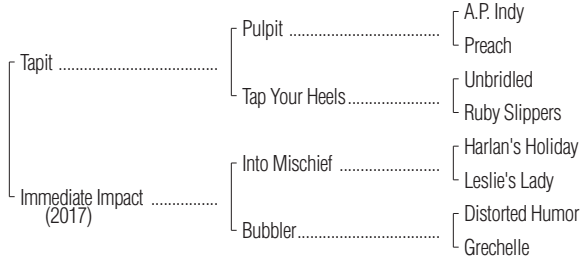 A.P. Indy
Pulpit
Preach
Tapit
Unbridled
Tap Your Heels
Ruby Slippers
Harlan's Holiday
Into Mischief
Leslie's Lady
Immediate Impact
(2017)
Distorted Humor
Bubbler
Grechelle